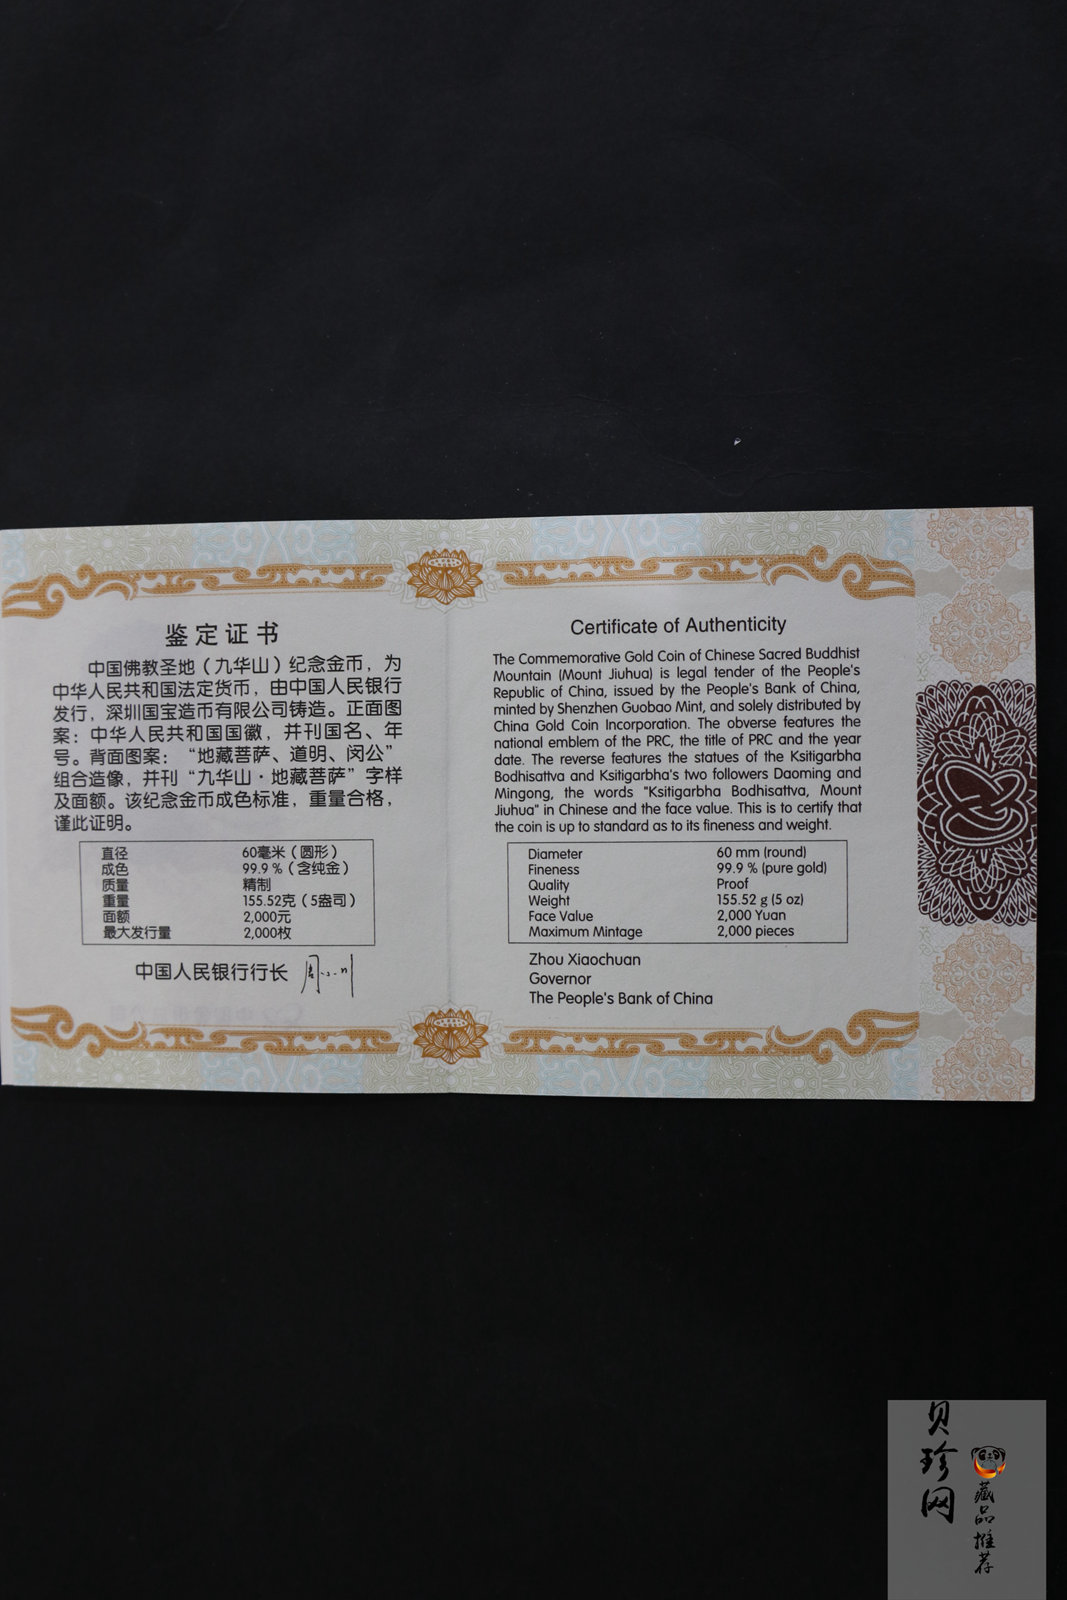 鉴定证书
中国佛教圣地（九华山）纪念金币，为
中华人民共和国法定货币，由中国人民银行
发行，深圳国宝造币有限公司铸造。正面图
案：中华人民共和国国徽，并刊国名、年
号。背面图案：“地藏菩萨、道明、闵公”
组合造像，并刊“九华山·地藏菩萨”字样
及面额。该纪念金币成色标准，重量合格，
谨此证明。
直径 60毫米（圆形）
成色 99.9％（含纯金）
质量 精制
重量 155.52克（5盎司）
面额 2,000元
最大发行量 2,000枚
中国人民银行行长 周小川
Certificate of Authenticity
The Commemorative Gold Coin of Chinese Sacred Buddhist
Mountain (Mount Jiuhua) is legal tender of the People's
Republic of China, issued by the People's Bank of China,
minted by Shenzhen Guobao Mint, and solely distributed by
China Gold Coin Incorporation. The obverse features the
national emblem of the PRC, the title of PRC and the year
date. The reverse features the statues of the Ksitigarbha
Bodhisattva and Ksitigarbha's two followers Daoming and
Mingong, the words "Ksitigarbha Bodhisattva, Mount
Jiuhua" in Chinese and the face value. This is to certify that
the coin is up to standard as to its fineness and weight.
Diameter 60 mm (round)
Fineness 99.9 % (pure gold)
Quality Proof
Weight 155.52 g (5 oz)
Face Value 2,000 Yuan
Maximum Mintage 2,000 pieces
Zhou Xiaochuan
Governor
The People's Bank of China
贝珍网
藏品推荐